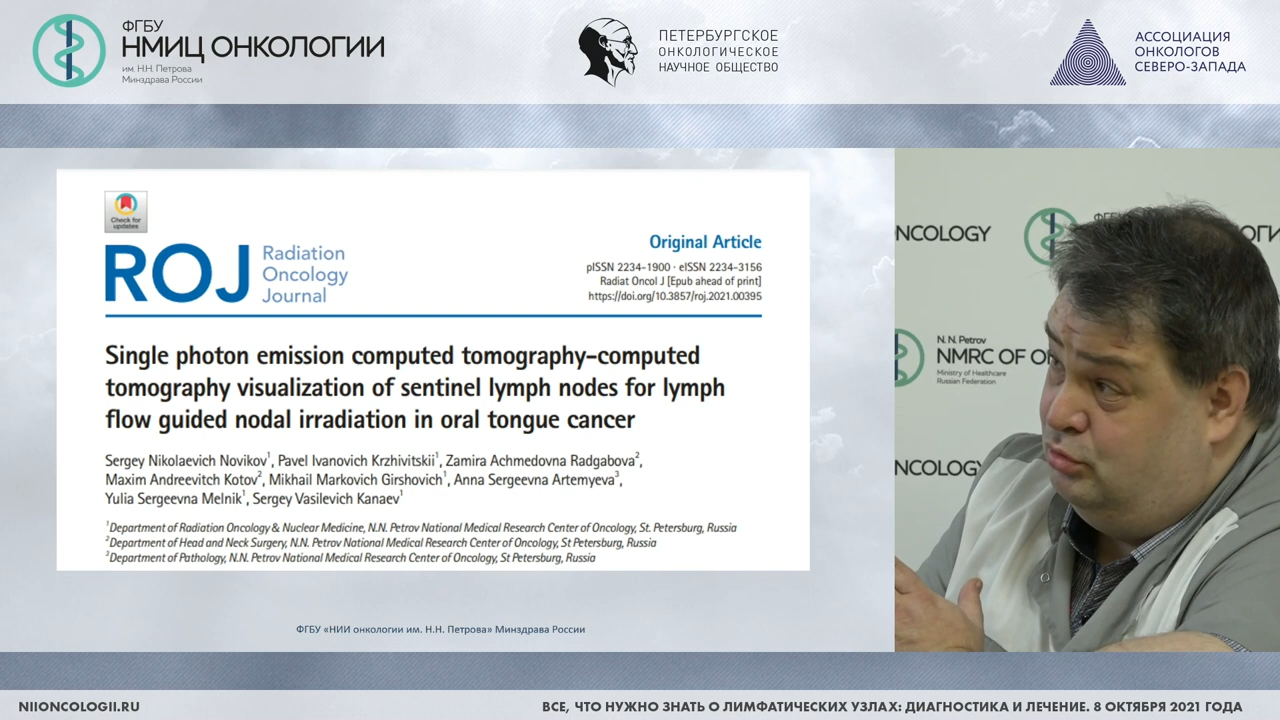 ФГБУ
НМИЦ ОНКОЛОГИИ
им. Н.Н. Петрова
Минздрава России
ПЕТЕРБУРГСКОЕ
ОНКОЛОГИЧЕСКОЕ
НАУЧНОЕ ОБЩЕСТВО
АССОЦИАЦИЯ
ОНКОЛОГОВ
СЕВЕРО-ЗАПАДА
Check for
updates
ROJ
Radiation
Oncology
Journal
Original Article
pISSN 2234-1900 · eISSN 2234-3156
Radiat Oncol J [Epub ahead of print]
https://doi.org/10.3857/roj.2021.00395
Single photon emission computed tomography–computed
tomography visualization of sentinel lymph nodes for lymph
flow guided nodal irradiation in oral tongue cancer
Sergey Nikolaevich Novikov1, Pavel Ivanovich Krzhivitskii1, Zamira Achmedovna Radgabova2,
Maxim Andreevitch Kotov2, Mikhail Markovich Girshovich1, Anna Sergeevna Artemyeva3,
Yulia Sergeevna Melnik1, Sergey Vasilevich Kanaev1
1Department of Radiation Oncology & Nuclear Medicine, N.N. Petrov National Medical Research Center of Oncology, St. Petersburg, Russia
2Department of Head and Neck Surgery, N.N. Petrov National Medical Research Center of Oncology, St Petersburg, Russia
3Department of Pathology, N.N. Petrov National Medical Research Center of Oncology, St Petersburg, Russia
ФГБУ «НИИ онкологии им. Н.Н. Петрова» Минздрава России
NCOLOGY
N. N. Petrov
NMRC OF O
Ministry of Healthcare
Russian Federation
NCOLOGY
NIIONCOLOGII.RU
ВСЕ, ЧТО НУЖНО ЗНАТЬ О ЛИМФАТИЧЕСКИХ УЗЛАХ: ДИАГНОСТИКА И ЛЕЧЕНИЕ. 8 ОКТЯБРЯ 2021 ГОДА